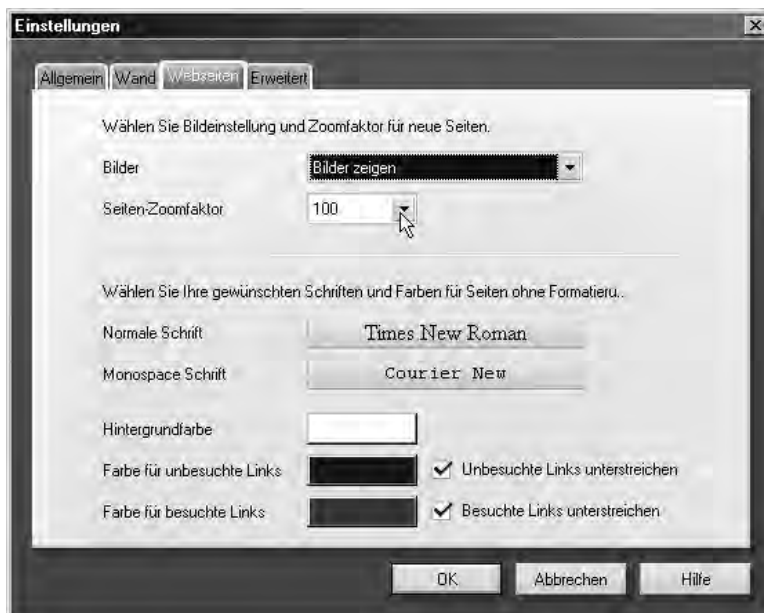 Einstellungen
Allgemein Wand Webseiten Erweitert
Wählen Sie Bildeinstellung und Zoomfaktor für neue Seiten.
Bilder Bilder zeigen
Seiten-Zoomfaktor 100
Wählen Sie Ihre gewünschten Schriften und Farben für Seiten ohne Formatieru..
Normale Schrift Times New Roman
Monospace Schrift Courier New
Hintergrundfarbe
Farbe für unbesuchte Links Unbesuchte Links unterstreichen
Farbe für besuchte Links Besuchte Links unterstreichen
OK Abbrechen Hilfe